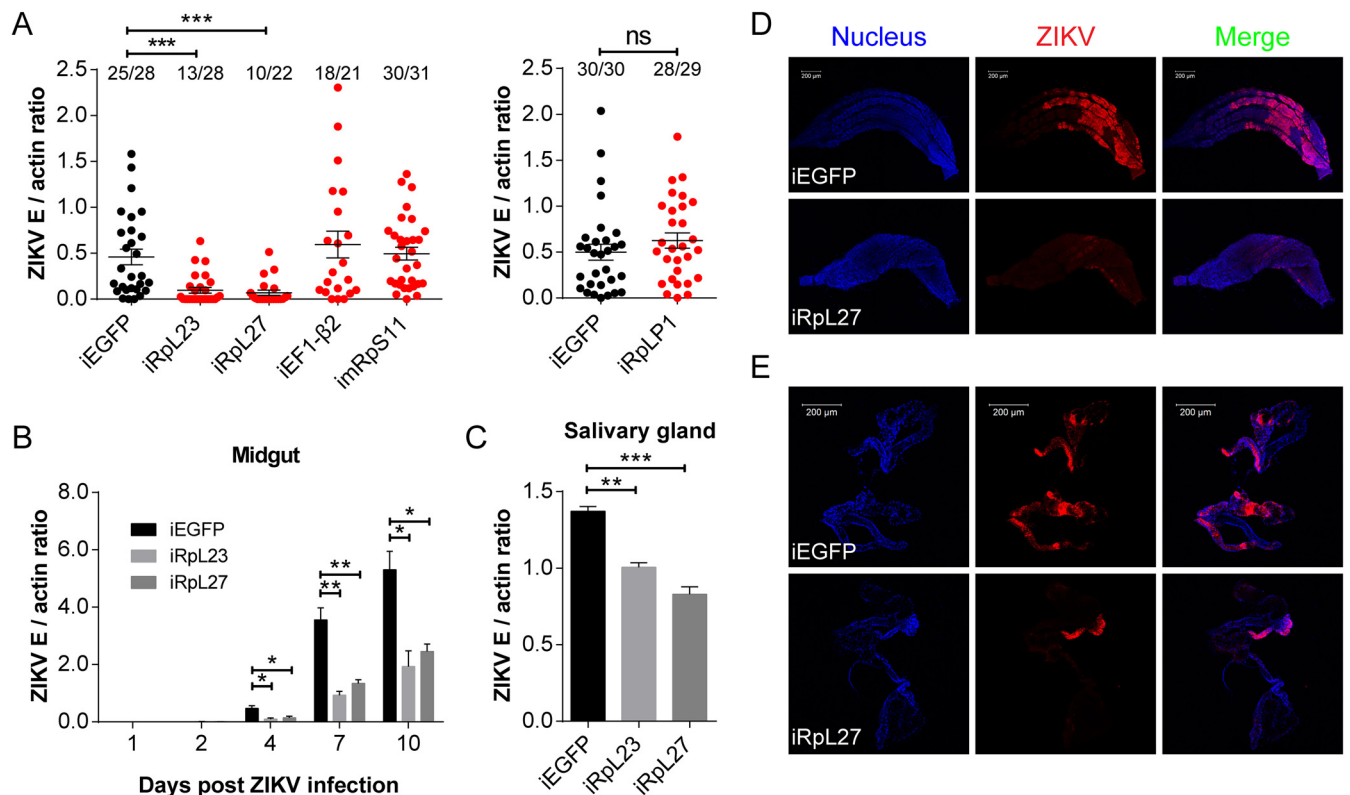 A
***
***
25/28 13/28 10/22 18/21 30/31
2.5
2.0
1.5
1.0
0.5
0.0
ZIKV E / actin ratio
iEGFP
iRpL23
iRpL27
iEF1-β2
imRpS11
ns
30/30 28/29
2.5
2.0
1.5
1.0
0.5
0.0
ZIKV E / actin ratio
iEGFP
iRpLP1
B
Midgut
8.0
6.0
4.0
2.0
0.0
ZIKV E / actin ratio
iEGFP
iRpL23
iRpL27
*
*
**
**
*
*
1 2 4 7 10
Days post ZIKV infection
C
Salivary gland
***
**
1.5
1.0
0.5
0.0
ZIKV E / actin ratio
iEGFP
iRpL23
iRpL27
D
Nucleus ZIKV Merge
200 µm 200 µm 200 µm
iEGFP
iRpL27
E
200 µm 200 µm 200 µm
iEGFP
iRpL27